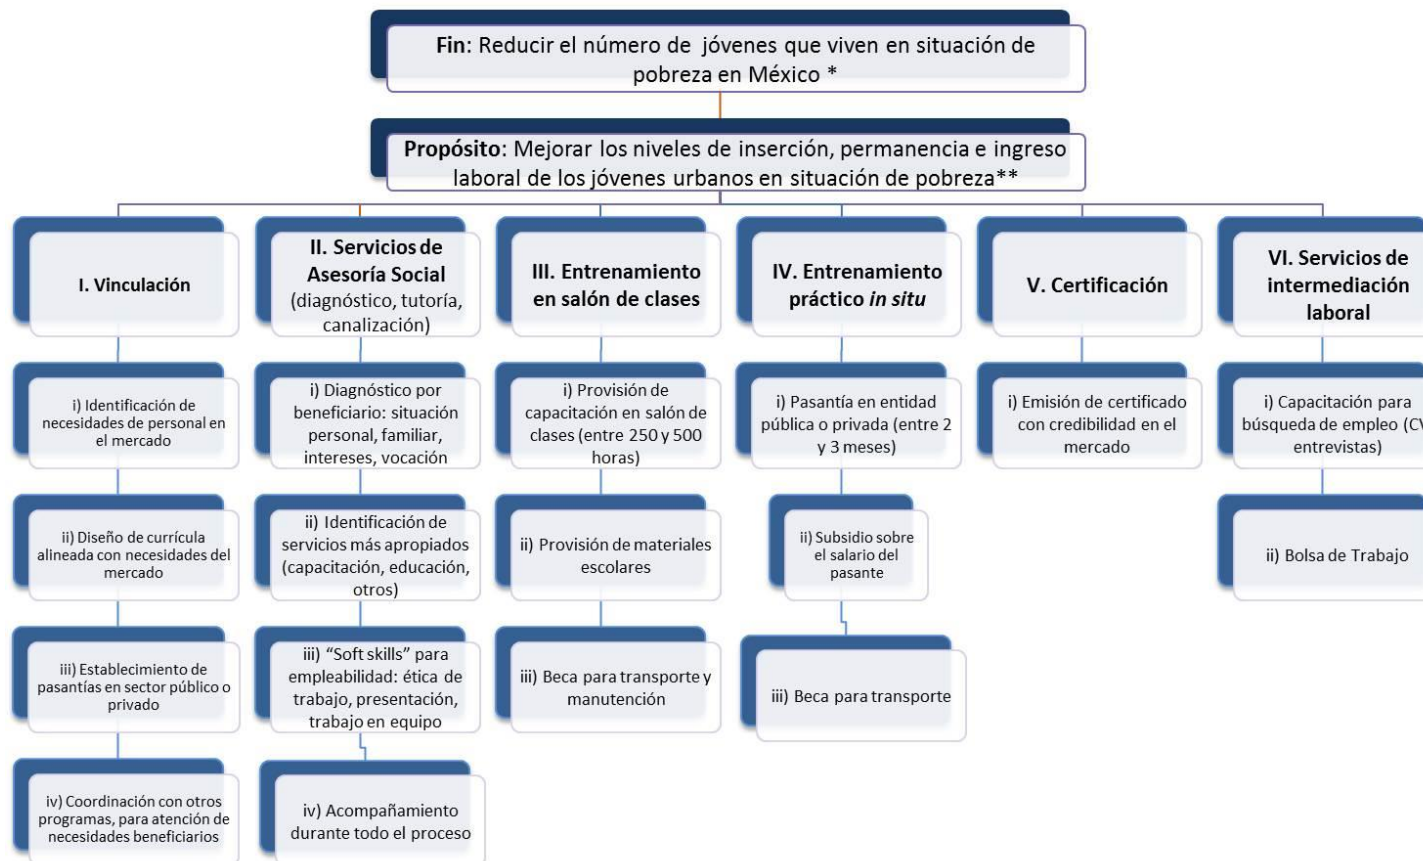 Fin: Reducir el número de jóvenes que viven en situación de
pobreza en México *
Propósito: Mejorar los niveles de inserción, permanencia e ingreso
laboral de los jóvenes urbanos en situación de pobreza**
I. Vinculación
i) Identificación de
necesidades de personal en
el mercado
ii) Diseño de currícula
alineada con necesidades del
mercado
iii) Establecimiento de
pasantías en sector público o
privado
iv) Coordinación con otros
programas, para atención de
necesidades beneficiarios
II. Servicios de
Asesoría Social
(diagnóstico, tutoría,
canalización)
i) Diagnóstico por
beneficiario: situación
personal, familiar,
intereses, vocación
ii) Identificación de
servicios más apropiados
(capacitación, educación,
otros)
iii) “Soft skills” para
empleabilidad: ética de
trabajo, presentación,
trabajo en equipo
iv) Acompañamiento
durante todo el proceso
III. Entrenamiento
en salón de clases
i) Provisión de
capacitación en salón de
clases (entre 250 y 500
horas)
ii) Provisión de materiales
escolares
iii) Beca para transporte y
manutención
IV. Entrenamiento
práctico in situ
i) Pasantía en entidad
pública o privada (entre 2
y 3 meses)
ii) Subsidio sobre
el salario del
pasante
iii) Beca para transporte
V. Certificación
i) Emisión de certificado
con credibilidad en el
mercado
VI. Servicios de
intermediación
laboral
i) Capacitación para
búsqueda de empleo (CV
entrevistas)
ii) Bolsa de Trabajo